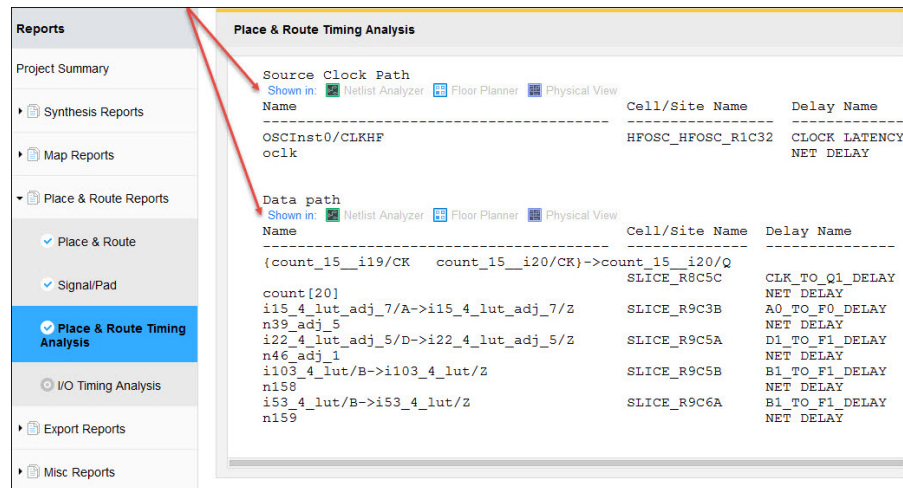 Reports
Project Summary
Synthesis Reports
Map Reports
Place & Route Reports
Place & Route
Signal/Pad
Place & Route Timing
Analysis
I/O Timing Analysis
Export Reports
Misc Reports
Place & Route Timing Analysis
Source Clock Path
Shown in: Netlist Analyzer Floor Planner Physical View
Name Cell/Site Name Delay Name
---------------------------------------- ----------------- -------------
OSCInst0/CLKHF HFOSC_HFOSC_R1C32 CLOCK LATENCY
oclk NET DELAY
Data path
Shown in: Netlist Analyzer Floor Planner Physical View
Name Cell/Site Name Delay Name
---------------------------------------- -------------- ---------------
{count_15__i19/CK count_15__i20/CK}->count_15__i20/Q
SLICE_R8C5C CLK_TO_Q1_DELAY
count[20] NET DELAY
i15_4_lut_adj_7/A->i15_4_lut_adj_7/Z SLICE_R9C3B A0_TO_F0_DELAY
n39_adj_5 NET DELAY
i22_4_lut_adj_5/D->i22_4_lut_adj_5/Z SLICE_R9C5A D1_TO_F1_DELAY
n46_adj_1 NET DELAY
i103_4_lut/B->i103_4_lut/Z SLICE_R9C5B B1_TO_F1_DELAY
n158 NET DELAY
i53_4_lut/B->i53_4_lut/Z SLICE_R9C6A B1_TO_F1_DELAY
n159 NET DELAY